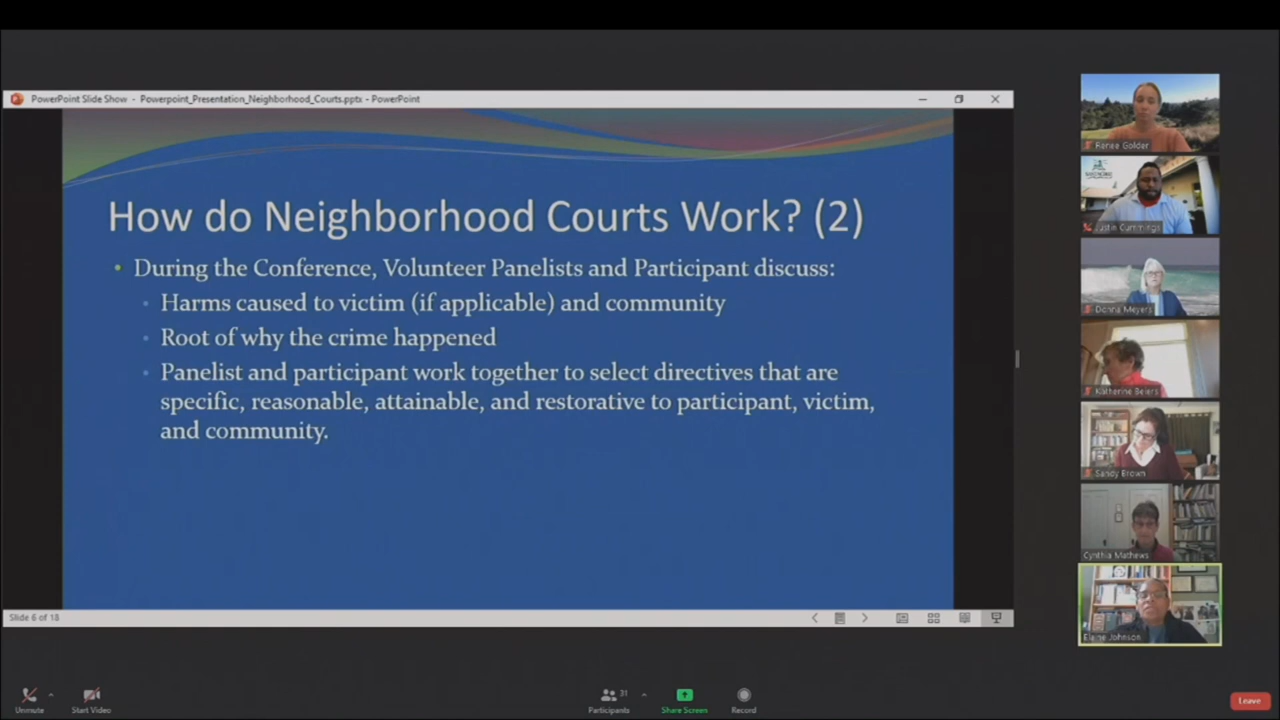 PowerPoint Slide Show - Powerpoint_Presentation_Neighborhood_Courts.pptx - PowerPoint
How do Neighborhood Courts Work? (2)
• During the Conference, Volunteer Panelists and Participant discuss:
▪ Harms caused to victim (if applicable) and community
▪ Root of why the crime happened
▪ Panelist and participant work together to select directives that are
specific, reasonable, attainable, and restorative to participant, victim,
and community.
Slide 6 of 18
Renee Golder
Justin Cummings
Donna Meyers
Katherine Beiers
Sandy Brown
Cynthia Mathews
Elaine Johnson
Unmute
Start Video
Participants
31
Share Screen
Record
Leave